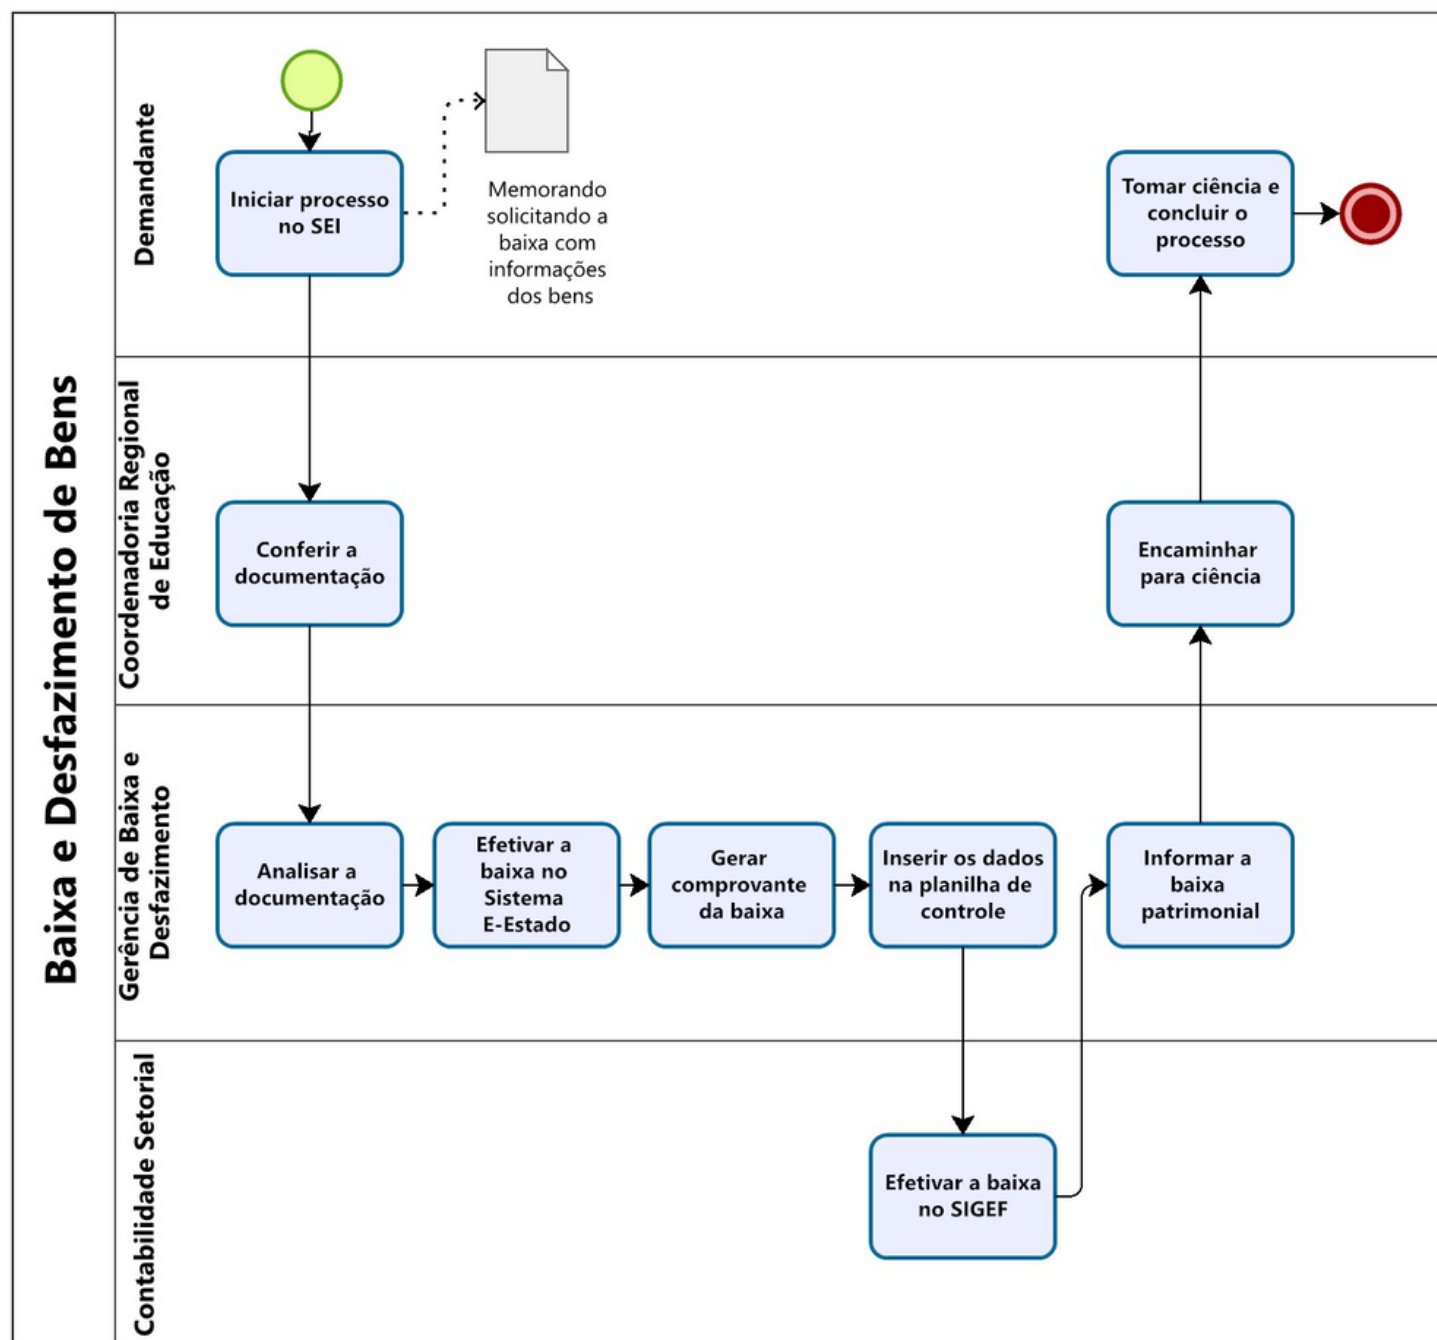 Baixa e Desfazimento de Bens
Demandante
Iniciar processo
no SEI
Memorando
solicitando a
baixa com
informações
dos bens
Tomar ciência e
concluir o
processo
Coordenadoria Regional
de Educação
Conferir a
documentação
Encaminhar
para ciência
Gerência de Baixa e
Desfazimento
Analisar a
documentação
Efetivar a
baixa no
Sistema
E-Estado
Gerar
comprovante
da baixa
Inserir os dados
na planilha de
controle
Informar a
baixa
patrimonial
Contabilidade Setorial
Efetivar a baixa
no SIGEF